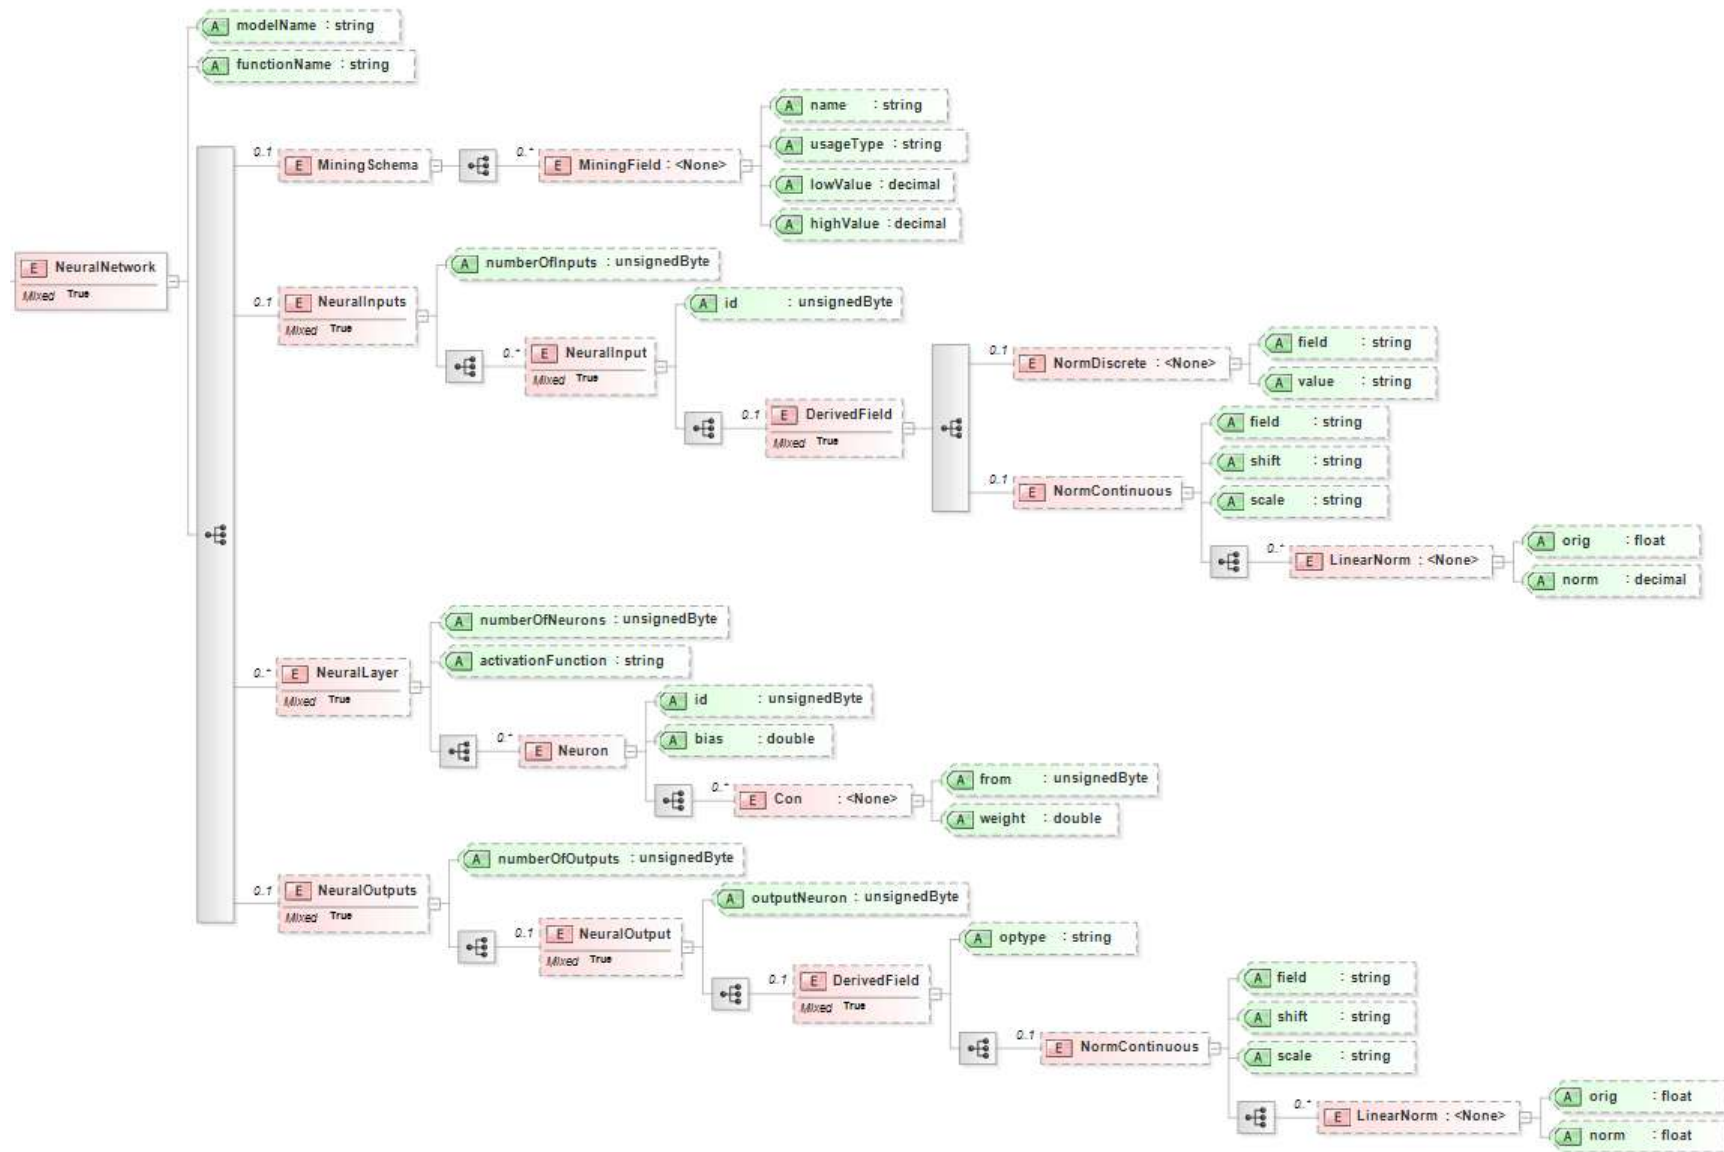 A modelName : string
A functionName : string
0..1 E MiningSchema
0..* E MiningField : <None>
A name : string
A usageType : string
A lowValue : decimal
A highValue : decimal
E NeuralNetwork
Mixed True
0..1 E NeuralInputs
Mixed True
A numberOfInputs : unsignedByte
0..* E NeuralInput
Mixed True
A id : unsignedByte
0..1 E DerivedField
Mixed True
0..1 E NormDiscrete : <None>
A field : string
A value : string
0..1 E NormContinuous
A field : string
A shift : string
A scale : string
0..* E LinearNorm : <None>
A orig : float
A norm : decimal
0..* E NeuralLayer
Mixed True
A numberOfNeurons : unsignedByte
A activationFunction : string
0..* E Neuron
A id : unsignedByte
A bias : double
0..* E Con : <None>
A from : unsignedByte
A weight : double
0..1 E NeuralOutputs
Mixed True
A numberOfOutputs : unsignedByte
0..1 E NeuralOutput
Mixed True
A outputNeuron : unsignedByte
0..1 E DerivedField
Mixed True
A optype : string
0..1 E NormContinuous
A field : string
A shift : string
A scale : string
0..* E LinearNorm : <None>
A orig : float
A norm : float